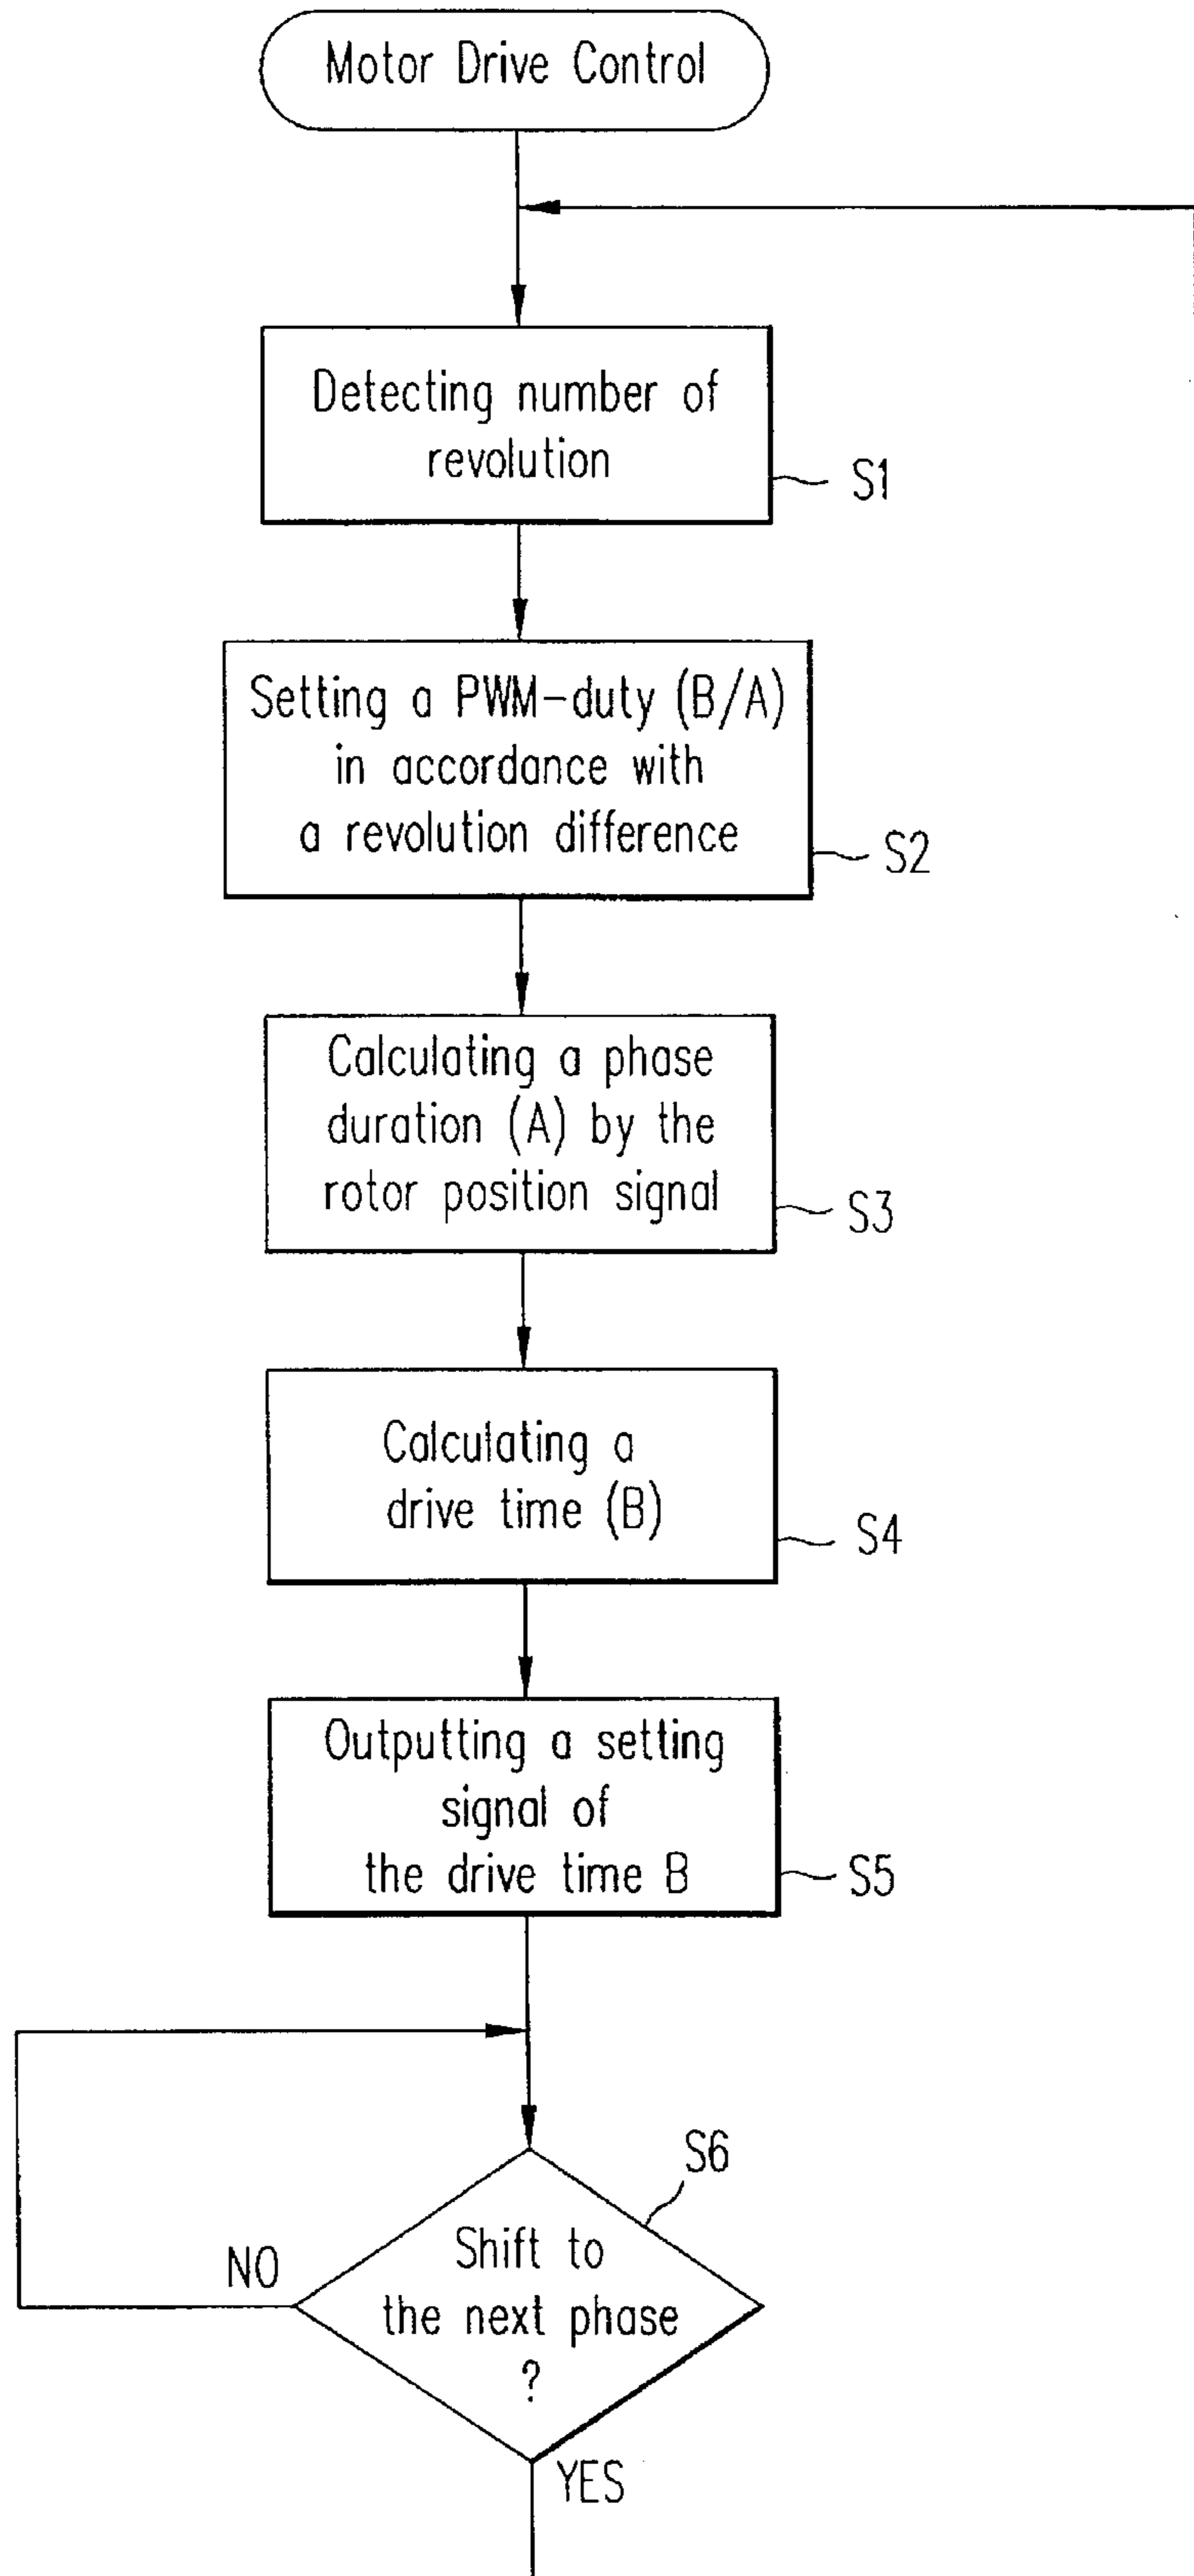 Motor Drive Control
Detecting number of
revolution
S1
Setting a PWM-duty (B/A)
in accordance with
a revolution difference
S2
Calculating a phase
duration (A) by the
rotor position signal
S3
Calculating a
drive time (B)
S4
Outputting a setting
signal of
the drive time B
S5
S6
Shift to
the next phase
?
NO
YES